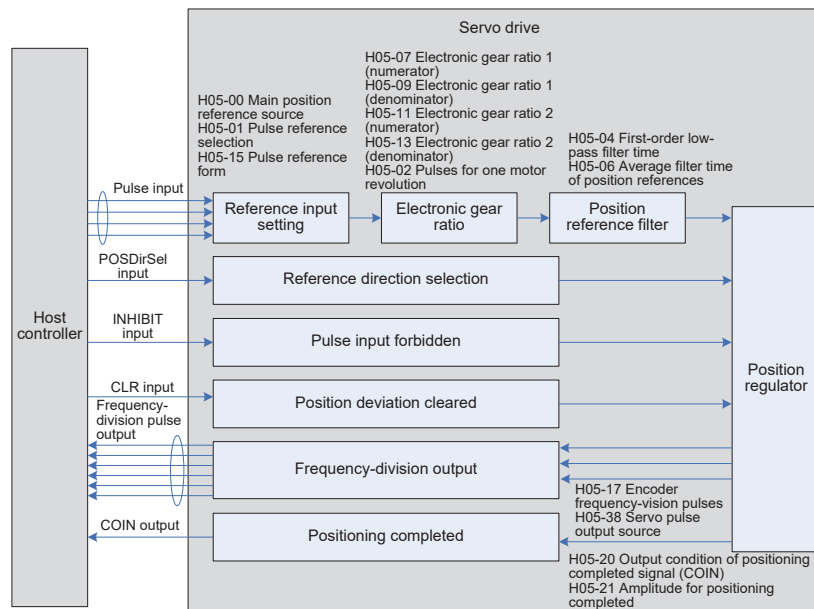 Servo drive
H05-07 Electronic gear ratio 1
(numerator)
H05-09 Electronic gear ratio 1
(denominator)
H05-11 Electronic gear ratio 2
(numerator)
H05-13 Electronic gear ratio 2
(denominator)
H05-02 Pulses for one motor
revolution
H05-00 Main position
reference source
H05-01 Pulse reference
selection
H05-15 Pulse reference
form
H05-04 First-order low-
pass filter time
H05-06 Average filter time
of position references
Pulse input
Reference input
setting
Electronic gear
ratio
Position
reference filter
POSDirSel
input
Reference direction selection
Host
controller
INHIBIT
input
Pulse input forbidden
Position
regulator
CLR input
Position deviation cleared
Frequency-
division pulse
output
Frequency-division output
H05-17 Encoder
frequency-vision pulses
H05-38 Servo pulse
output source
COIN output
Positioning completed
H05-20 Output condition of positioning
completed signal (COIN)
H05-21 Amplitude for positioning
completed